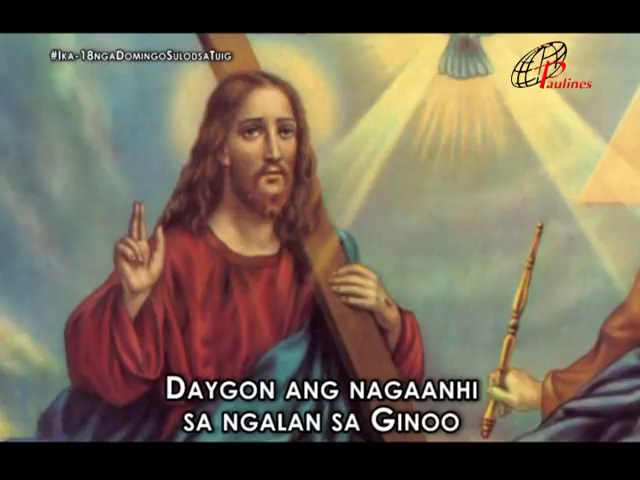 #Ika-18ngaDomingoSulodsaTuig
Paulines
Daygon ang nagaanhi
sa ngalan sa Ginoo